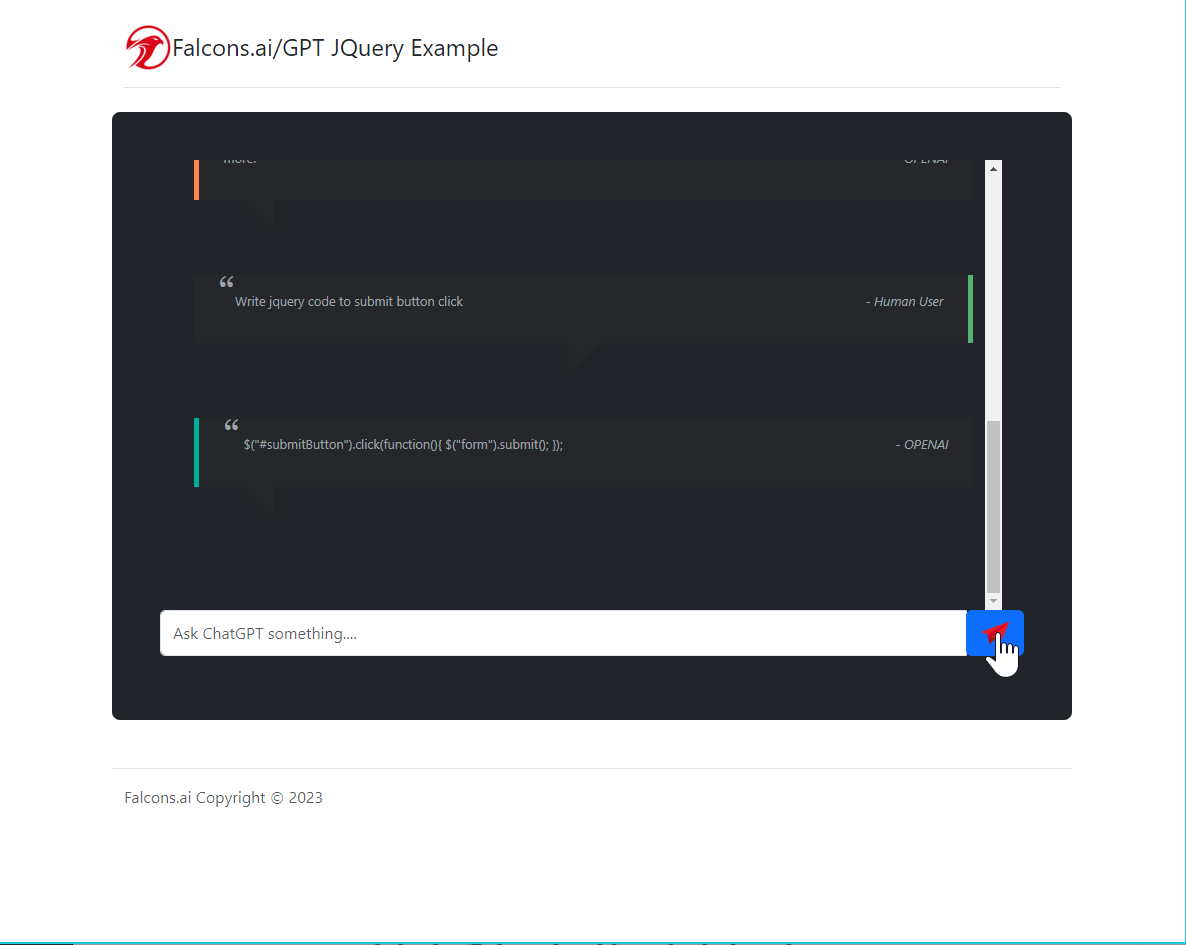 Falcons.ai/GPT JQuery Example
more. - OPENAI
“
Write jquery code to submit button click - Human User
“
$("#submitButton").click(function(){ $("form").submit(); }); - OPENAI
Ask ChatGPT something....
Falcons.ai Copyright © 2023